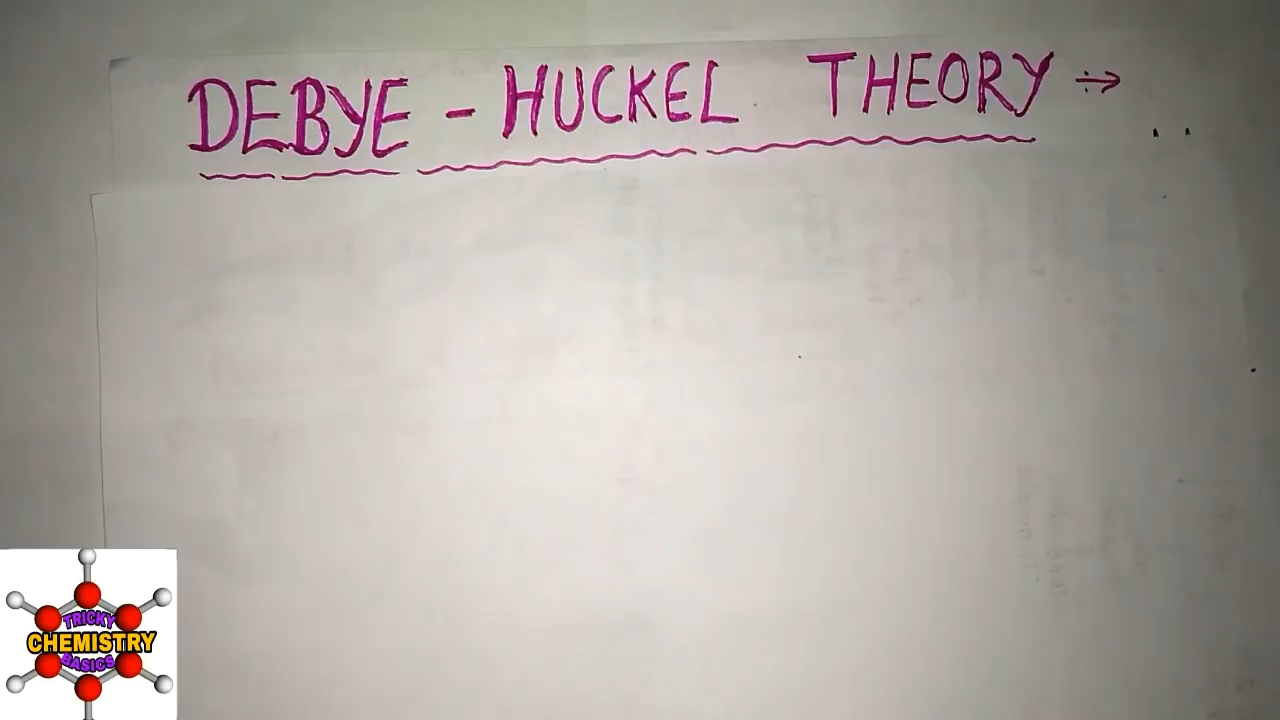 DEBYE - HUCKEL THEORY ÷→
TRICKY
CHEMISTRY
BASICS